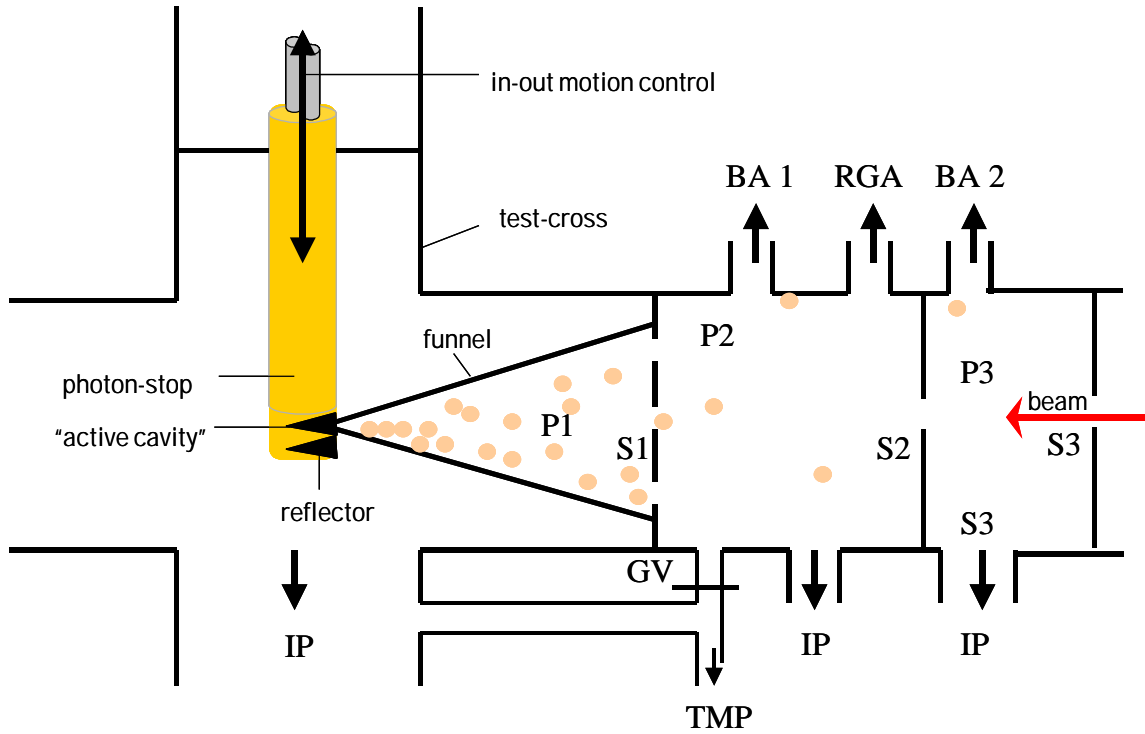 in-out motion control
BA 1
RGA
BA 2
test-cross
funnel
P2
photon-stop
P3
beam
“active cavity”
P1
S1
S2
S3
reflector
S3
GV
IP
IP
IP
TMP